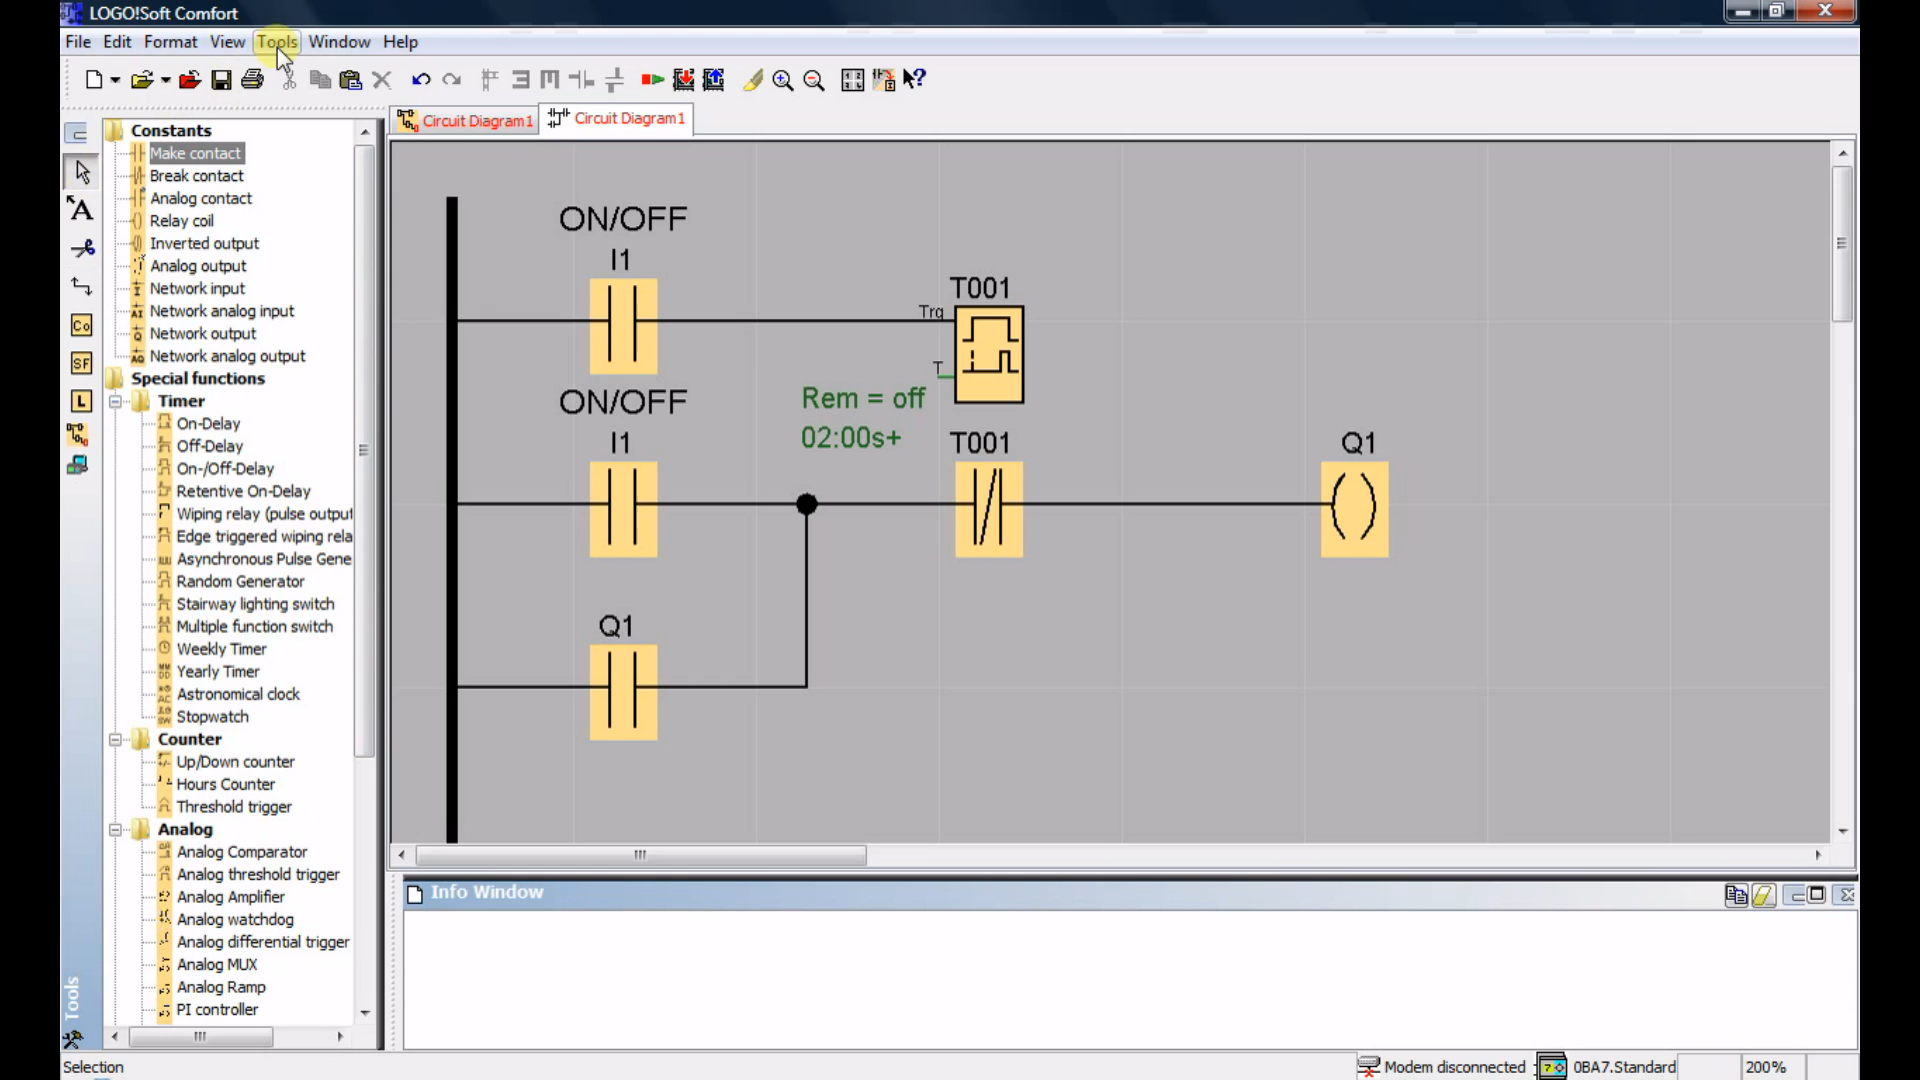 LOGO!Soft Comfort
File Edit Format View Tools Window Help
Circuit Diagram1
Circuit Diagram1
Constants
Make contact
Break contact
Analog contact
Relay coil
Inverted output
Analog output
Network input
Network analog input
Network output
Network analog output
Special functions
Timer
On-Delay
Off-Delay
On-/Off-Delay
Retentive On-Delay
Wiping relay (pulse output
Edge triggered wiping rela
Asynchronous Pulse Gene
Random Generator
Stairway lighting switch
Multiple function switch
Weekly Timer
Yearly Timer
Astronomical clock
Stopwatch
Counter
Up/Down counter
Hours Counter
Threshold trigger
Analog
Analog Comparator
Analog threshold trigger
Analog Amplifier
Analog watchdog
Analog differential trigger
Analog MUX
Analog Ramp
PI controller
A
Co
SF
L
Tools
ON/OFF
I1
T001
Trg
T
ON/OFF
Rem = off
I1
02:00s+
T001
Q1
Q1
Info Window
Selection
Modem disconnected
0BA7.Standard
200%